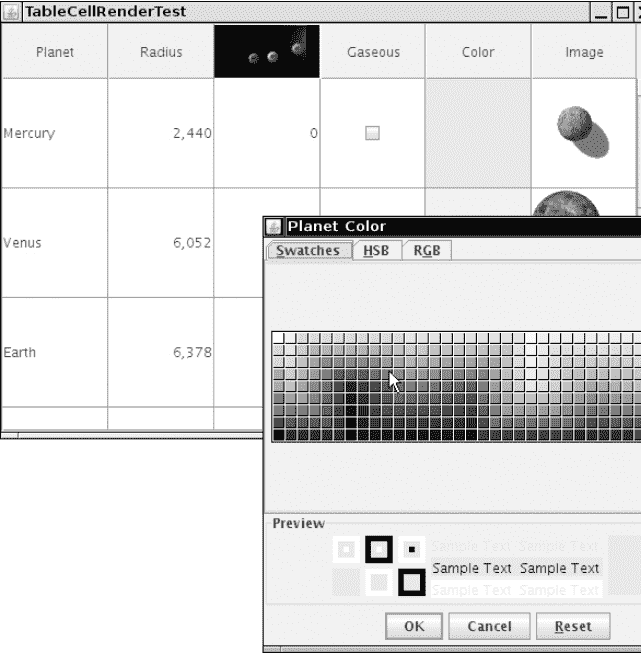 TableCellRenderTest
Planet Radius Gaseous Color Image
Mercury 2,440 0
Venus 6,052
Earth 6,378
Planet Color
Swatches HSB RGB
Preview
Sample Text Sample Text
Sample Text Sample Text
Sample Text Sample Text
OK Cancel Reset